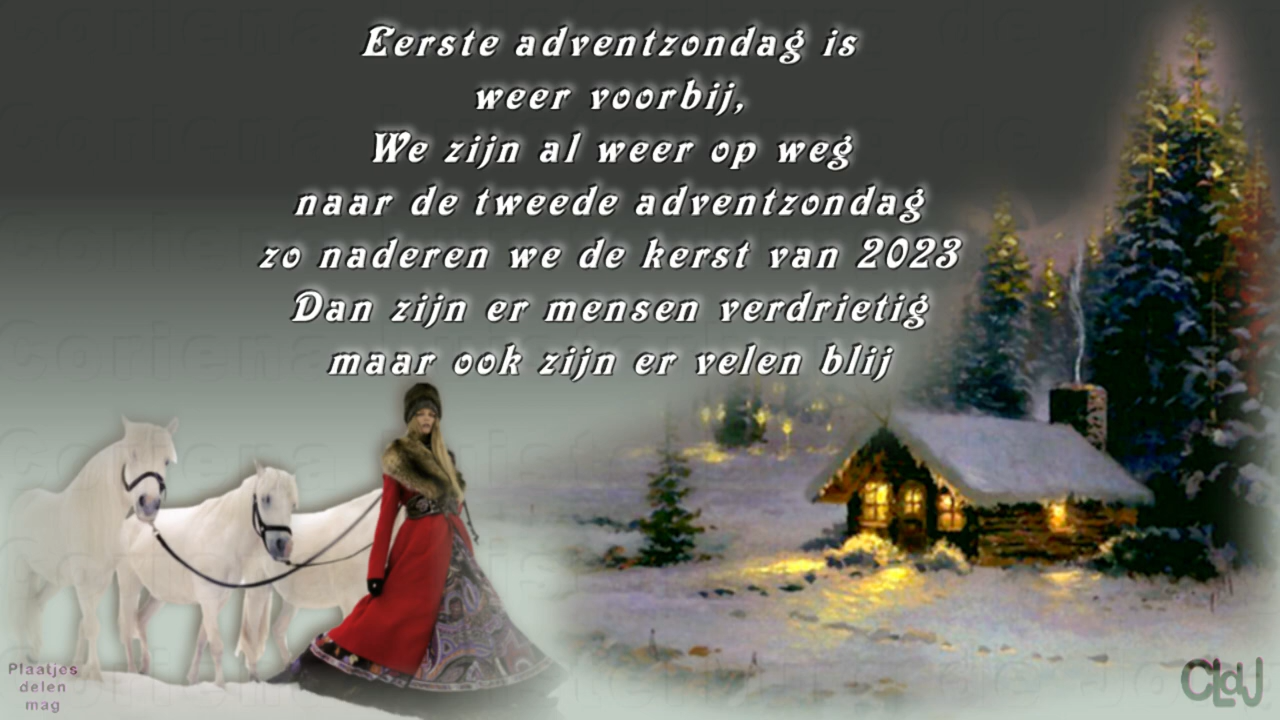 Eerste adventzondag is
weer voorbij,
We zijn al weer op weg
naar de tweede adventzondag
zo naderen we de kerst van 2023
Dan zijn er mensen verdrietig
maar ook zijn er velen blij
Plaatjes
delen
mag
CLdJ